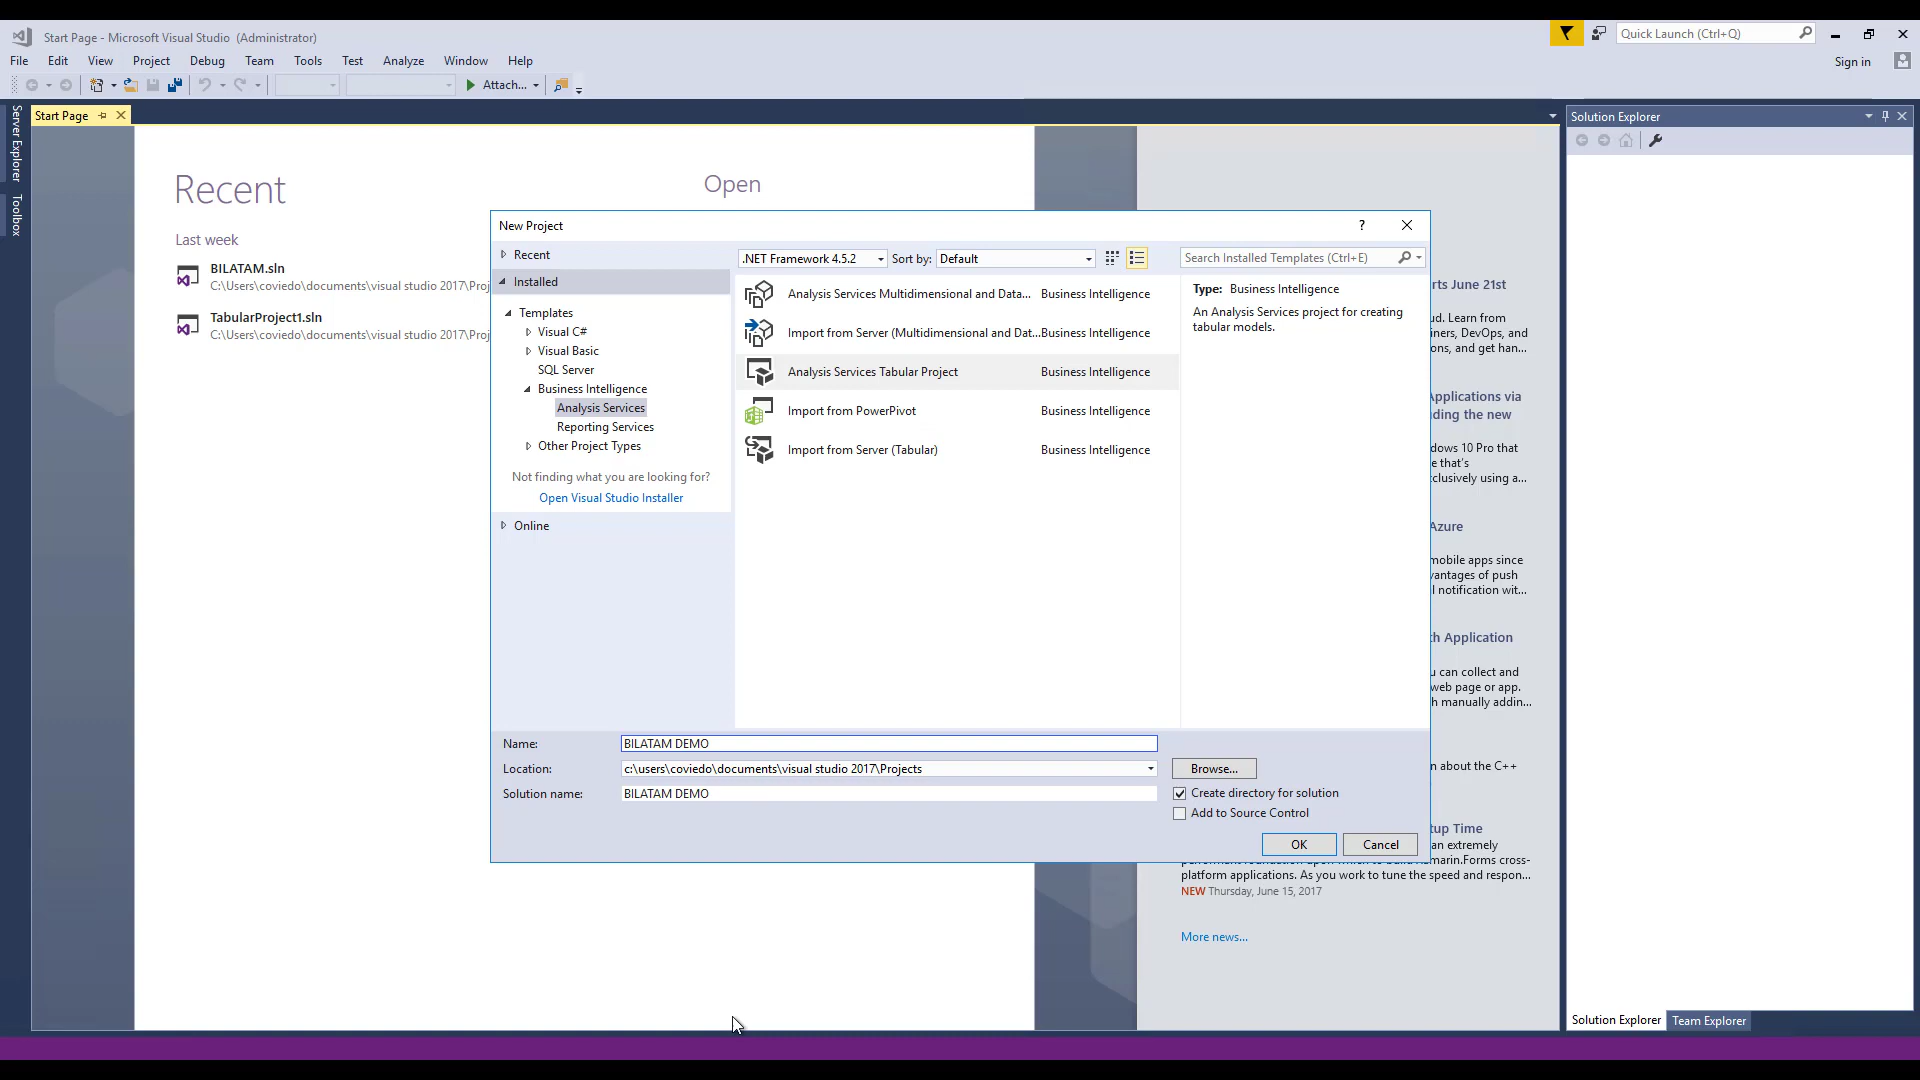 Start Page - Microsoft Visual Studio  (Administrator)
Quick Launch (Ctrl+Q)
File Edit View Project Debug Team Tools Test Analyze Window Help
Sign in
Attach...
Server Explorer
Toolbox
Start Page
Solution Explorer
Recent
Open
Last week
BILATAM.sln
C:\Users\coviedo\documents\visual studio 2017\Proj
TabularProject1.sln
C:\Users\coviedo\documents\visual studio 2017\Proj
New Project
?
Recent
.NET Framework 4.5.2
Sort by:
Default
Search Installed Templates (Ctrl+E)
Installed
Templates
Visual C#
Visual Basic
SQL Server
Business Intelligence
Analysis Services
Reporting Services
Other Project Types
Not finding what you are looking for?
Open Visual Studio Installer
Online
Analysis Services Multidimensional and Data... Business Intelligence
Import from Server (Multidimensional and Dat... Business Intelligence
Analysis Services Tabular Project Business Intelligence
Import from PowerPivot Business Intelligence
Import from Server (Tabular) Business Intelligence
Type: Business Intelligence
An Analysis Services project for creating
tabular models.
Name: BILATAM DEMO
Location: c:\users\coviedo\documents\visual studio 2017\Projects
Browse...
Solution name: BILATAM DEMO
Create directory for solution
Add to Source Control
OK Cancel
rts June 21st
ud. Learn from
iners, DevOps, and
ons, and get han...
Applications via
ding the new
dows 10 Pro that
e that's
clusively using a...
Azure
mobile apps since
vantages of push
l notification wit...
th Application
u can collect and
web page or app.
h manually addin...
n about the C++
tup Time
an extremely
marin.Forms cross-
platform applications. As you work to tune the speed and respon...
NEW Thursday, June 15, 2017
More news...
Solution Explorer Team Explorer